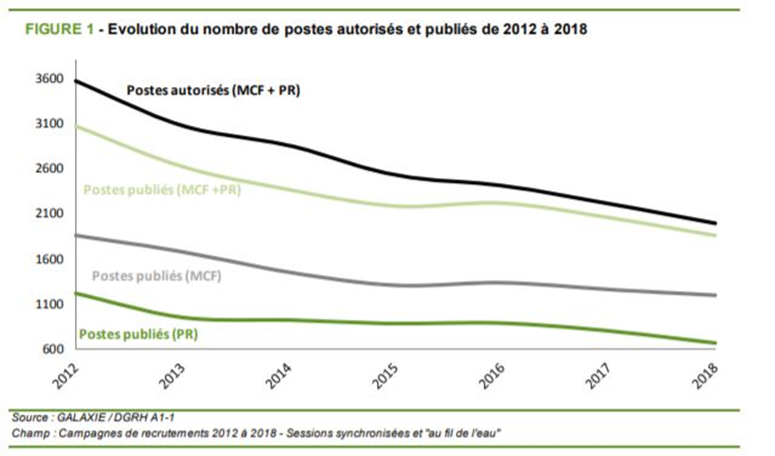 FIGURE 1 - Evolution du nombre de postes autorisés et publiés de 2012 à 2018
3600
Postes autorisés (MCF + PR)
3100
2600
Postes publiés (MCF +PR)
2100
1600
Postes publiés (MCF)
1100
Postes publiés (PR)
600
2012 2013 2014 2015 2016 2017 2018
Source : GALAXIE / DGRH A1-1
Champ : Campagnes de recrutements 2012 à 2018 - Sessions synchronisées et "au fil de l'eau"